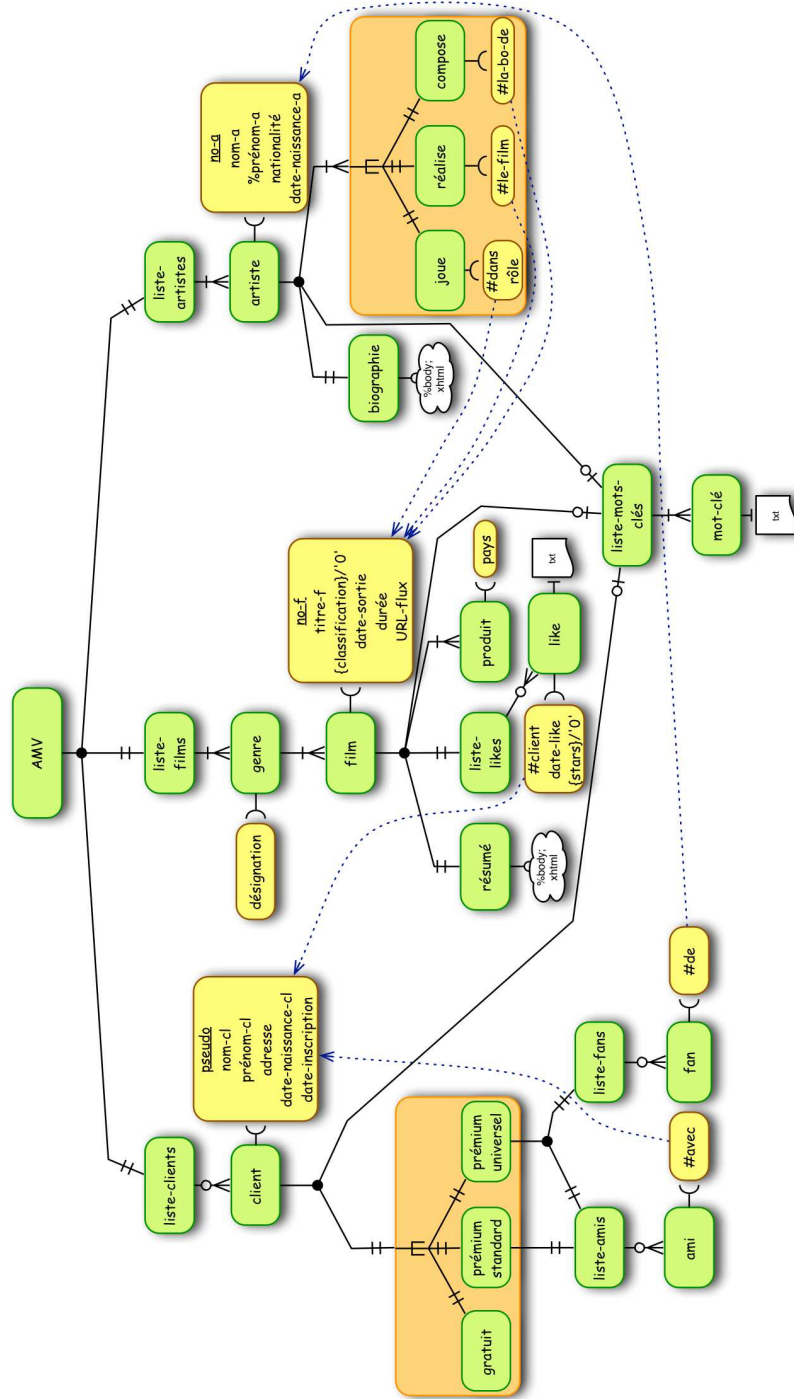 AMV
liste-clients
client
pseudo
nom-cl
prénom-cl
adresse
date-naissance-cl
date-inscription
gratuit
prémium
standard
prémium
universel
liste-amis
ami
#avec
liste-fans
fan
#de
liste-
films
genre
désignation
film
no-f
titre-f
{classification}/'0'
date-sortie
durée
URL-flux
résumé
%body;
xhtml
liste-
likes
like
#client
date-like
{stars}/'0'
txt
produit
pays
liste-
artistes
artiste
no-a
nom-a
%prénom-a
nationalité
date-naissance-a
biographie
%body;
xhtml
joue
#dans
rôle
réalise
#le-film
compose
#la-bo-de
liste-mots-
clés
mot-clé
txt